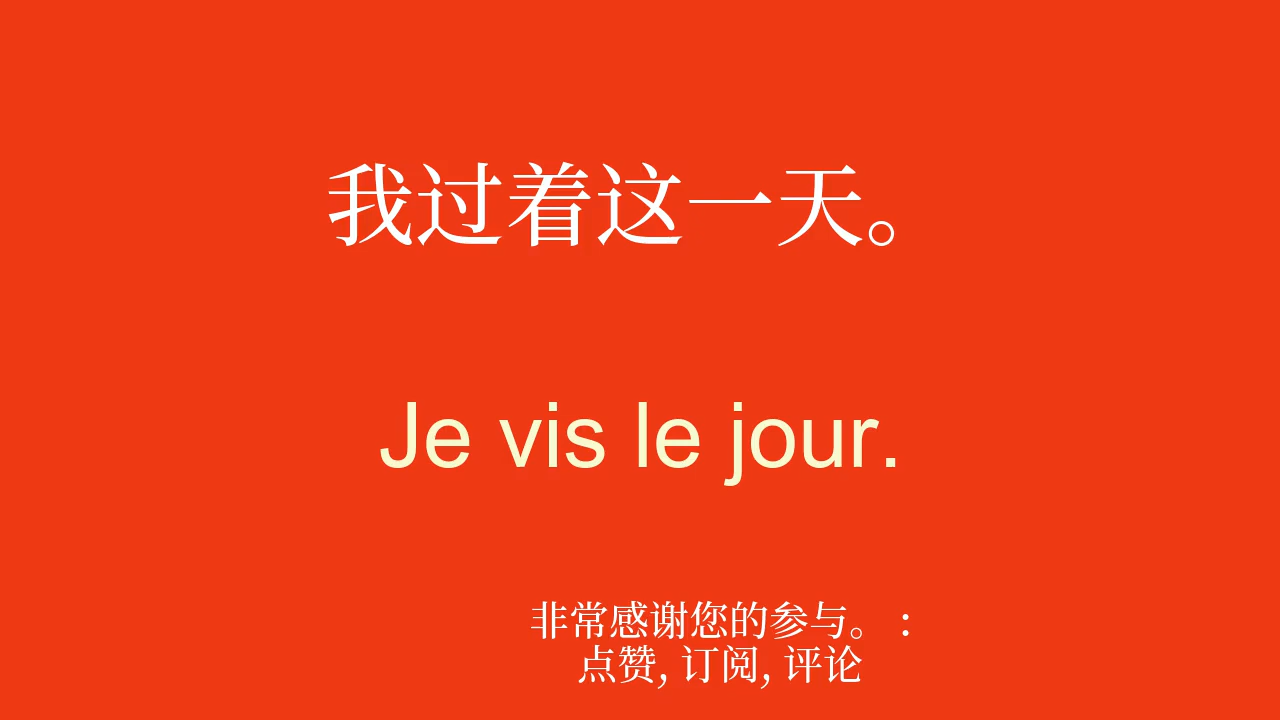 我过着这一天。
Je vis le jour.
非常感谢您的参与。 :
点赞, 订阅, 评论